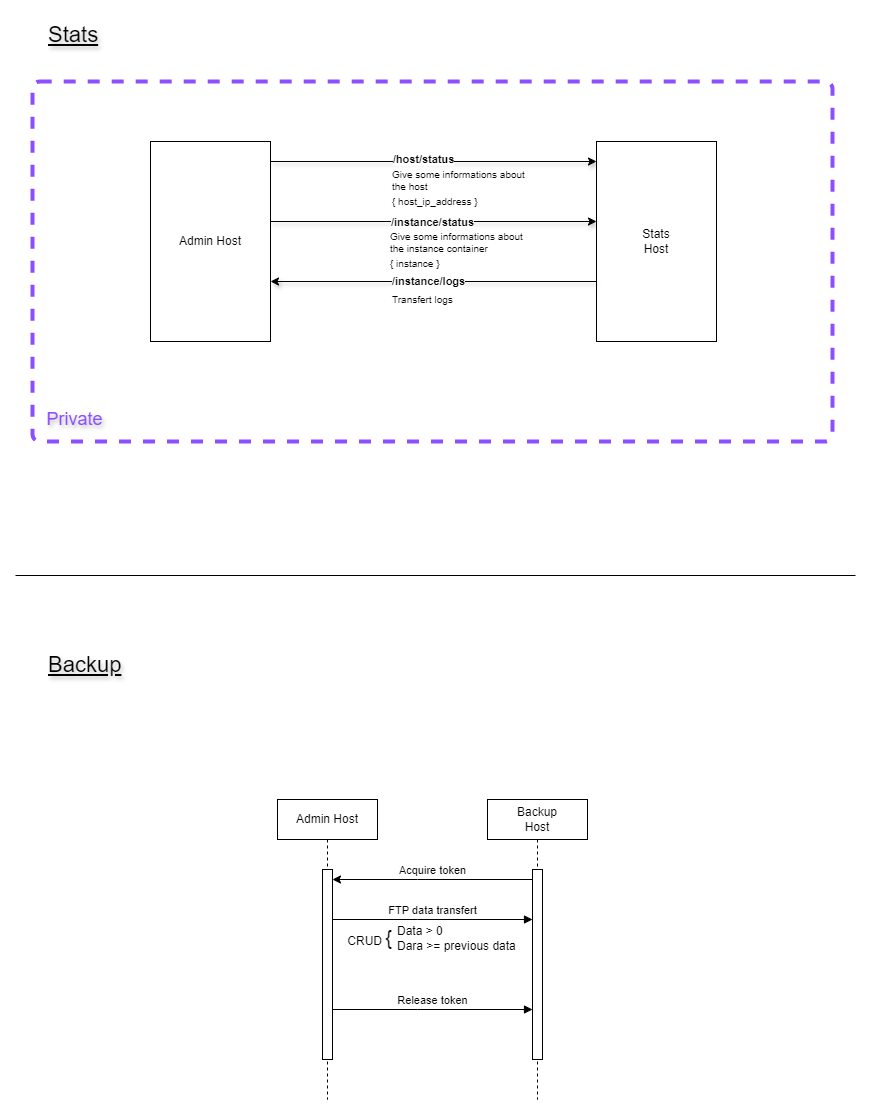 Stats
/host/status
Give some informations about
the host
{ host_ip_address }
Admin Host
/instance/status
Give some informations about
the instance container
{ instance }
Stats
Host
/instance/logs
Transfert logs
Private
Backup
Admin Host
Backup
Host
Acquire token
FTP data transfert
CRUD {
Data > 0
Dara >= previous data
Release token